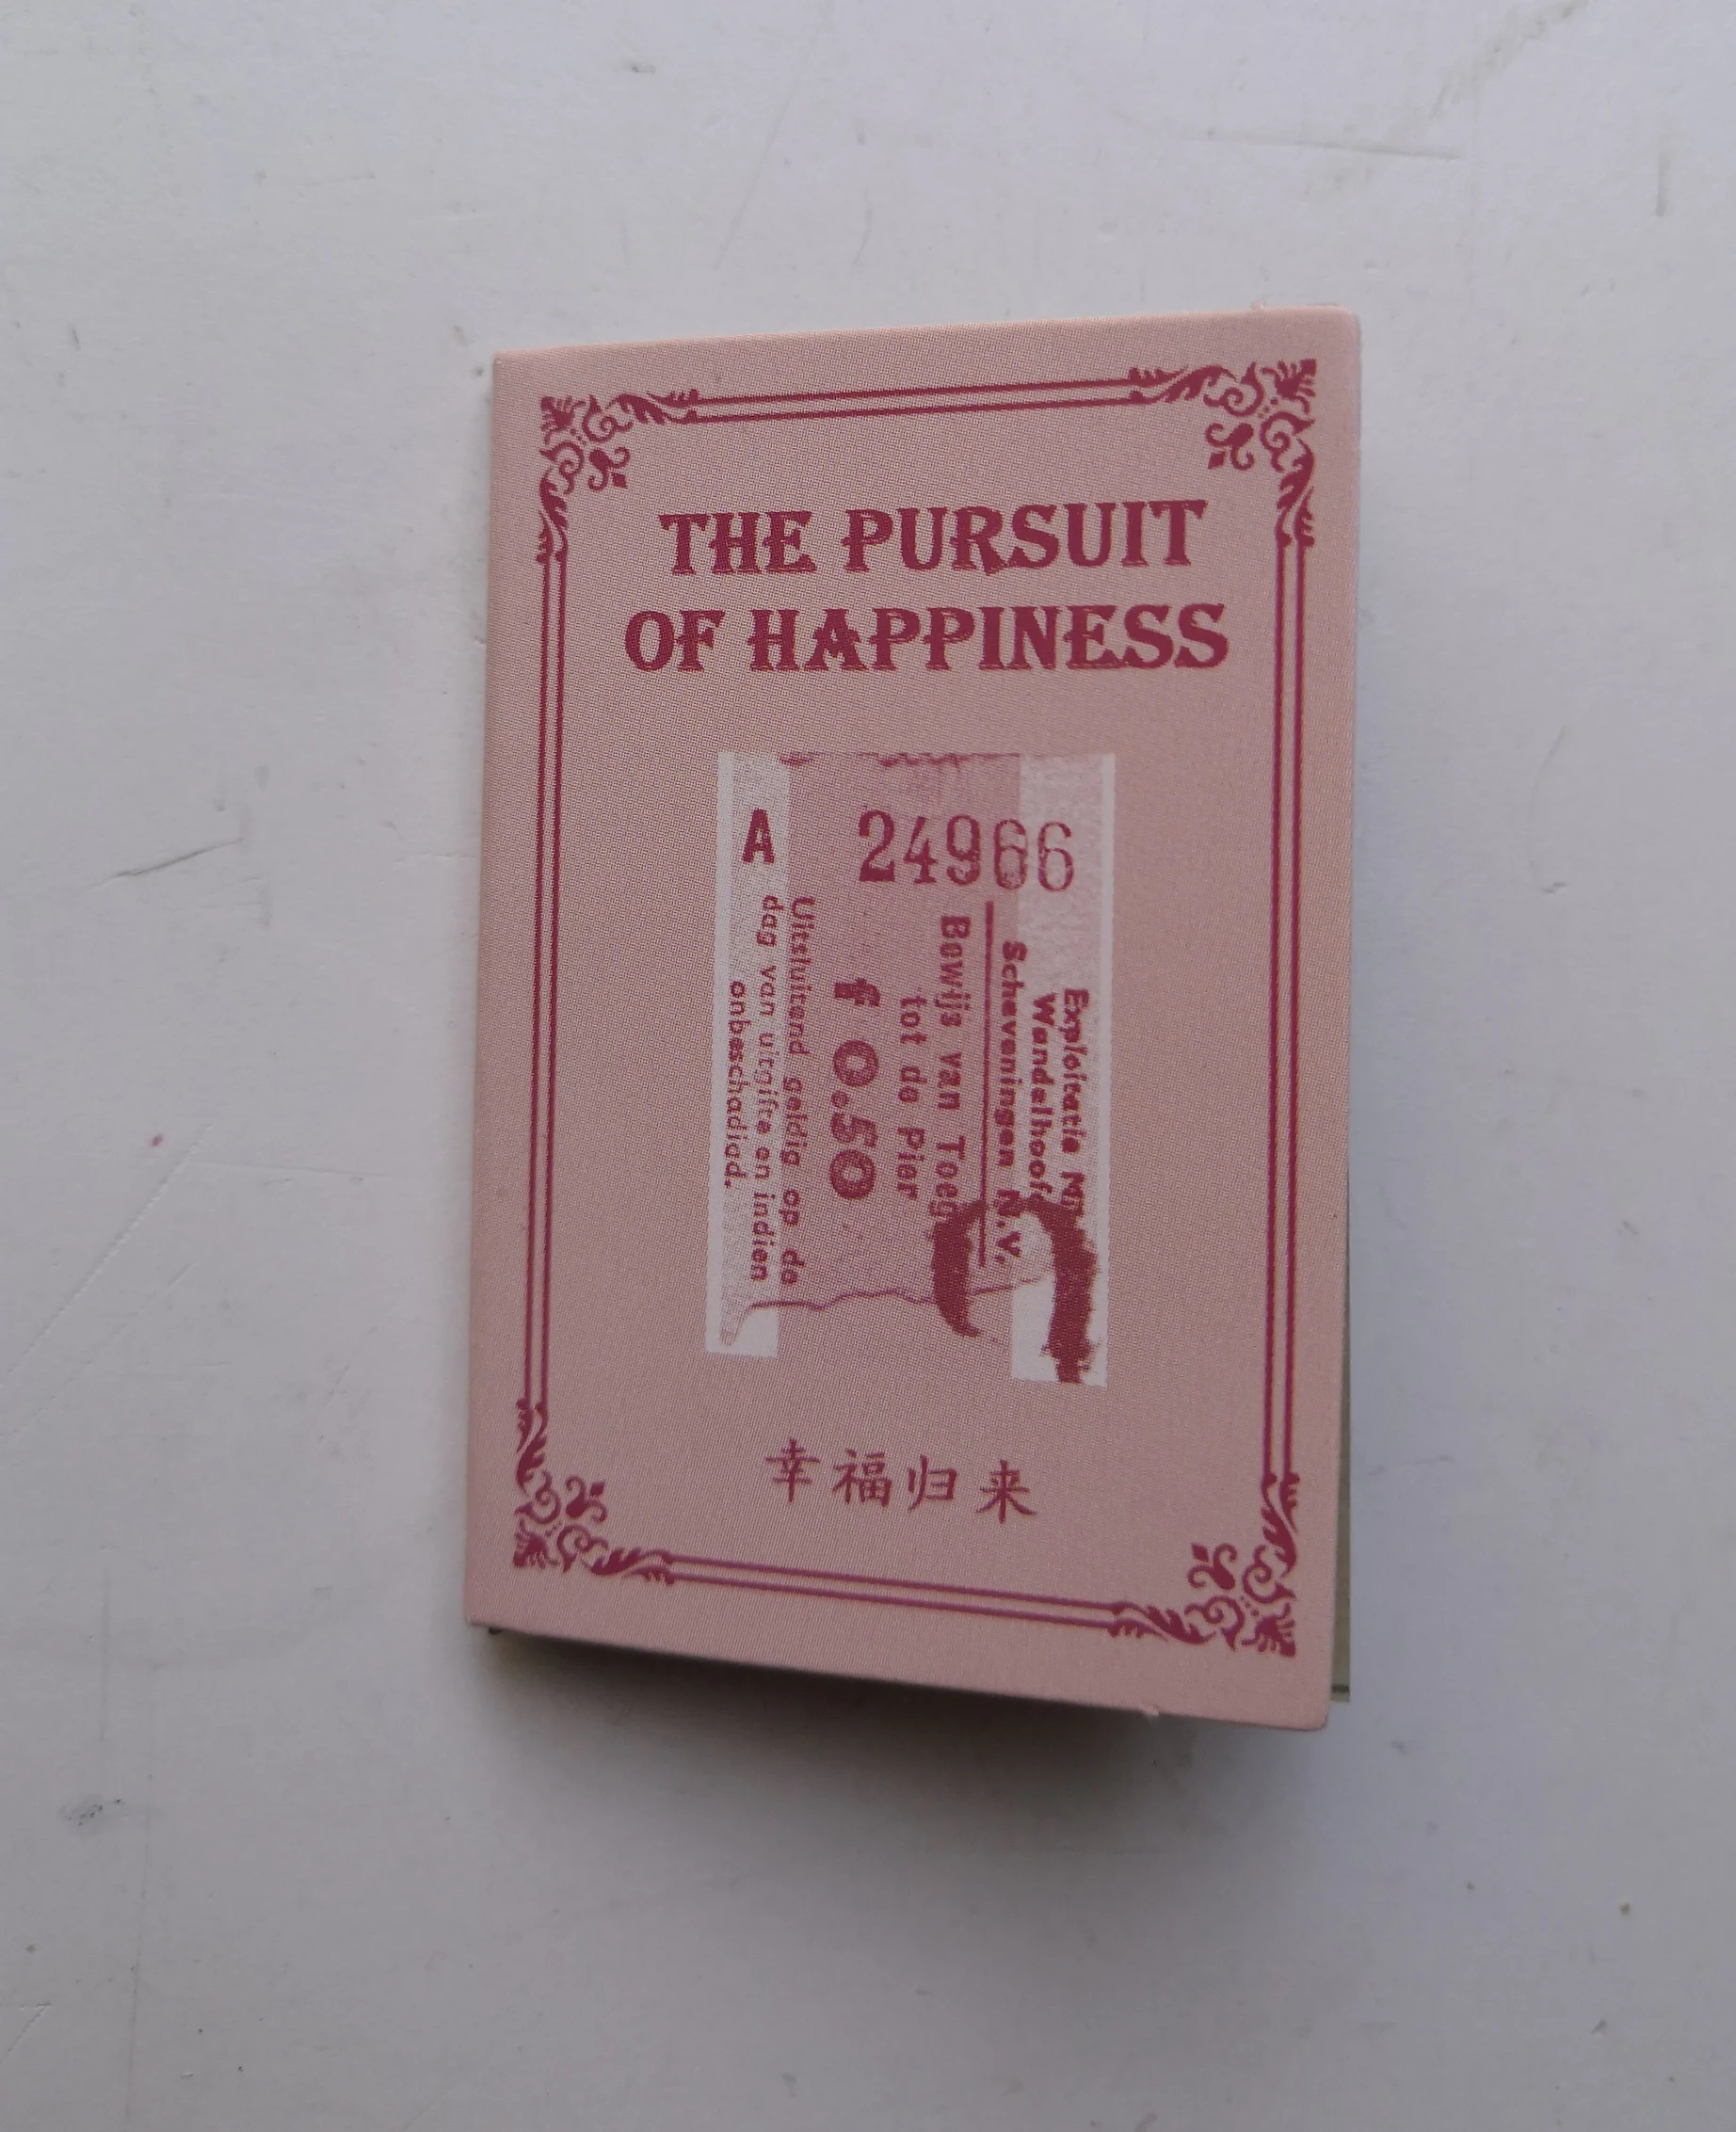 THE PURSUIT
OF HAPPINESS
A 24966
Exploitatie Mij
Wandelhoofd
Scheveningen N.V.
Bewijs van Toeg
tot de Pier
f 0.50
Uitsluitend geldig op de
dag van uitgifte en indien
onbeschadigd.
幸福归来